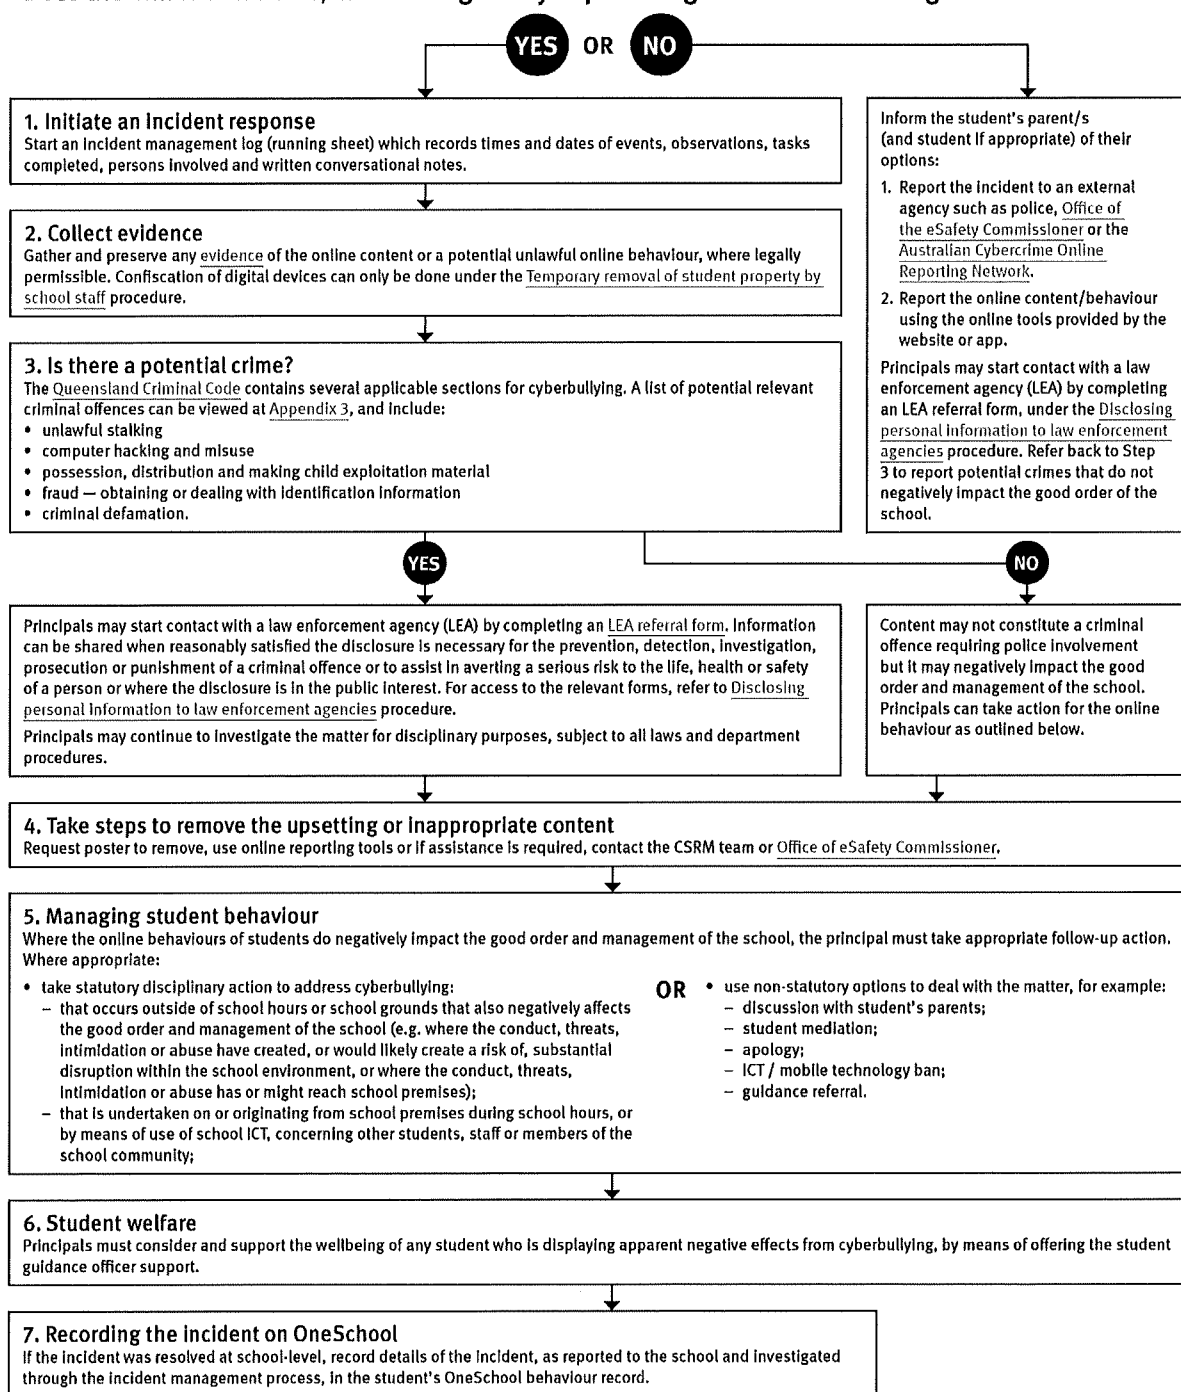 YES OR NO
1. Initiate an incident response
Start an incident management log (running sheet) which records times and dates of events, observations, tasks
completed, persons involved and written conversational notes.
2. Collect evidence
Gather and preserve any evidence of the online content or a potential unlawful online behaviour, where legally
permissible. Confiscation of digital devices can only be done under the Temporary removal of student property by
school staff procedure.
3. Is there a potential crime?
The Queensland Criminal Code contains several applicable sections for cyberbullying. A list of potential relevant
criminal offences can be viewed at Appendix 3, and include:
• unlawful stalking
• computer hacking and misuse
• possession, distribution and making child exploitation material
• fraud — obtaining or dealing with identification information
• criminal defamation.
Inform the student's parent/s
(and student if appropriate) of their
options:
1. Report the incident to an external
agency such as police, Office of
the eSafety Commissioner or the
Australian Cybercrime Online
Reporting Network.
2. Report the online content/behaviour
using the online tools provided by the
website or app.
Principals may start contact with a law
enforcement agency (LEA) by completing
an LEA referral form, under the Disclosing
personal information to law enforcement
agencies procedure. Refer back to Step
3 to report potential crimes that do not
negatively impact the good order of the
school.
YES
NO
Principals may start contact with a law enforcement agency (LEA) by completing an LEA referral form. Information
can be shared when reasonably satisfied the disclosure is necessary for the prevention, detection, investigation,
prosecution or punishment of a criminal offence or to assist in averting a serious risk to the life, health or safety
of a person or where the disclosure is in the public interest. For access to the relevant forms, refer to Disclosing
personal information to law enforcement agencies procedure.
Principals may continue to investigate the matter for disciplinary purposes, subject to all laws and department
procedures.
Content may not constitute a criminal
offence requiring police involvement
but it may negatively impact the good
order and management of the school.
Principals can take action for the online
behaviour as outlined below.
4. Take steps to remove the upsetting or inappropriate content
Request poster to remove, use online reporting tools or if assistance is required, contact the CSRM team or Office of eSafety Commissioner.
5. Managing student behaviour
Where the online behaviours of students do negatively impact the good order and management of the school, the principal must take appropriate follow-up action.
Where appropriate:
• take statutory disciplinary action to address cyberbullying:
– that occurs outside of school hours or school grounds that also negatively affects
the good order and management of the school (e.g. where the conduct, threats,
intimidation or abuse have created, or would likely create a risk of, substantial
disruption within the school environment, or where the conduct, threats,
intimidation or abuse has or might reach school premises);
– that is undertaken on or originating from school premises during school hours, or
by means of use of school ICT, concerning other students, staff or members of the
school community;
OR
• use non-statutory options to deal with the matter, for example:
– discussion with student's parents;
– student mediation;
– apology;
– ICT / mobile technology ban;
– guidance referral.
6. Student welfare
Principals must consider and support the wellbeing of any student who is displaying apparent negative effects from cyberbullying, by means of offering the student
guidance officer support.
7. Recording the incident on OneSchool
If the incident was resolved at school-level, record details of the incident, as reported to the school and investigated
through the incident management process, in the student's OneSchool behaviour record.